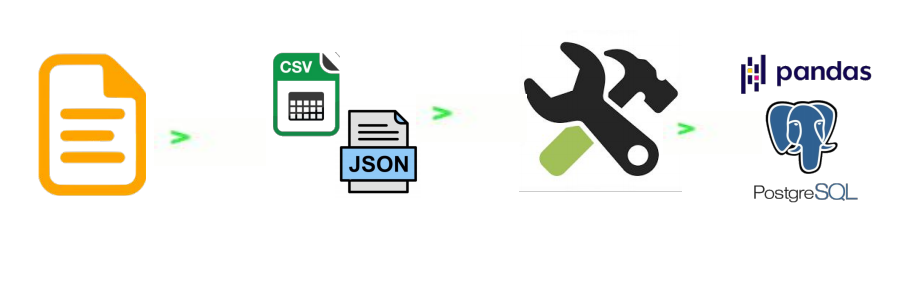 >
CSV
JSON
>
>
pandas
PostgreSQL